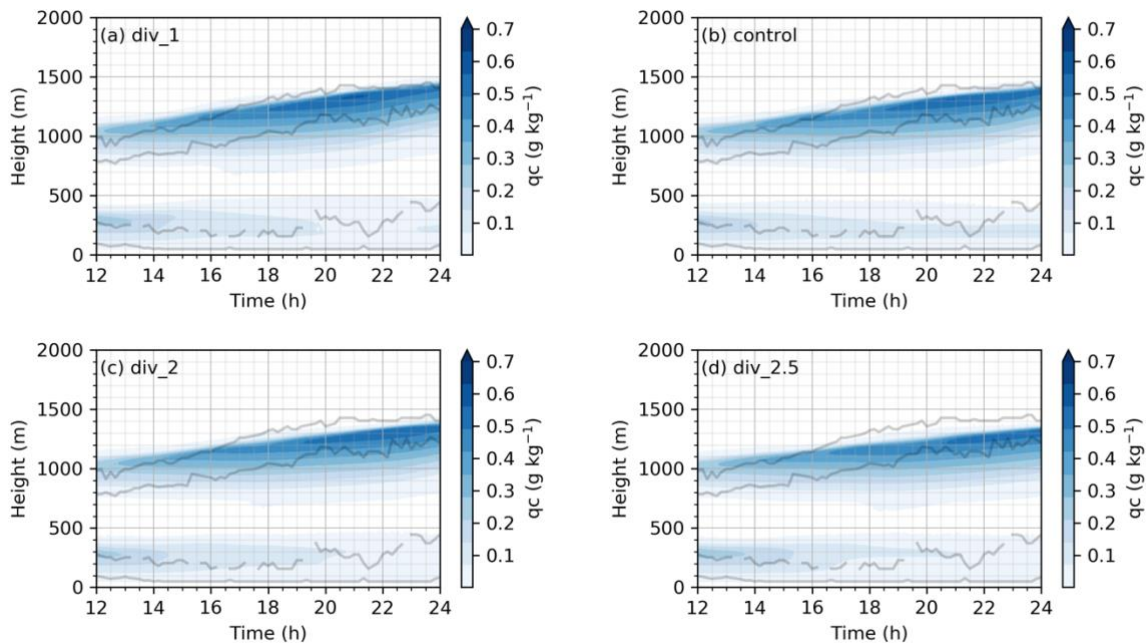 2000
(a) div_1
1500
1000
500
0
Height (m)
12 14 16 18 20 22 24
Time (h)
0.7
0.6
0.5
0.4
0.3
0.2
0.1
qc (g kg⁻¹)
2000
(b) control
1500
1000
500
0
Height (m)
12 14 16 18 20 22 24
Time (h)
0.7
0.6
0.5
0.4
0.3
0.2
0.1
qc (g kg⁻¹)
2000
(c) div_2
1500
1000
500
0
Height (m)
12 14 16 18 20 22 24
Time (h)
0.7
0.6
0.5
0.4
0.3
0.2
0.1
qc (g kg⁻¹)
2000
(d) div_2.5
1500
1000
500
0
Height (m)
12 14 16 18 20 22 24
Time (h)
0.7
0.6
0.5
0.4
0.3
0.2
0.1
qc (g kg⁻¹)